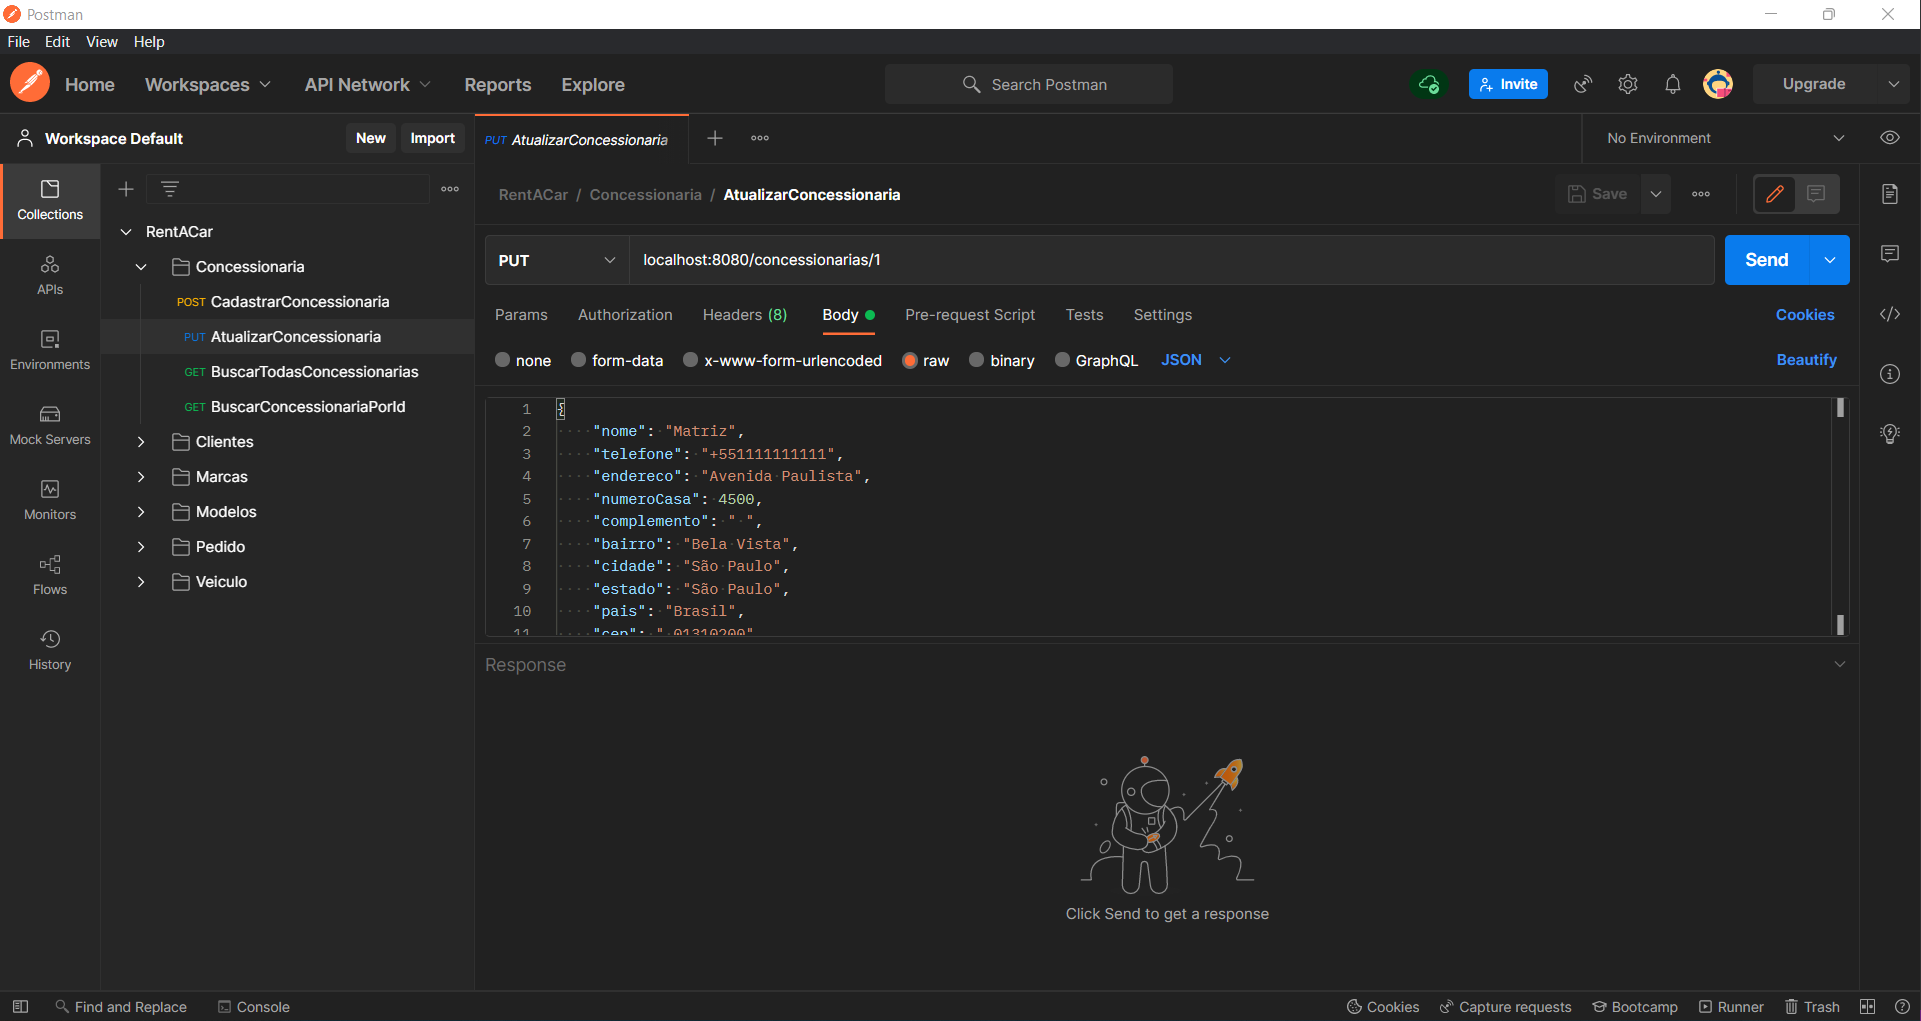 Postman
File Edit View Help
Home Workspaces API Network Reports Explore Search Postman Invite Upgrade
Workspace Default New Import PUT AtualizarConcessionaria No Environment
Collections
APIs
Environments
Mock Servers
Monitors
Flows
History
RentACar
Concessionaria
POST CadastrarConcessionaria
PUT AtualizarConcessionaria
GET BuscarTodasConcessionarias
GET BuscarConcessionariaPorId
Clientes
Marcas
Modelos
Pedido
Veiculo
RentACar / Concessionaria / AtualizarConcessionaria Save
PUT localhost:8080/concessionarias/1 Send
Params Authorization Headers (8) Body Pre-request Script Tests Settings Cookies
none form-data x-www-form-urlencoded raw binary GraphQL JSON Beautify
1 {
2 "nome": "Matriz",
3 "telefone": "+551111111111",
4 "endereco": "Avenida Paulista",
5 "numeroCasa": 4500,
6 "complemento": " ",
7 "bairro": "Bela Vista",
8 "cidade": "São Paulo",
9 "estado": "São Paulo",
10 "pais": "Brasil",
11 "cep": " 01310200"
Response
Click Send to get a response
Find and Replace Console Cookies Capture requests Bootcamp Runner Trash